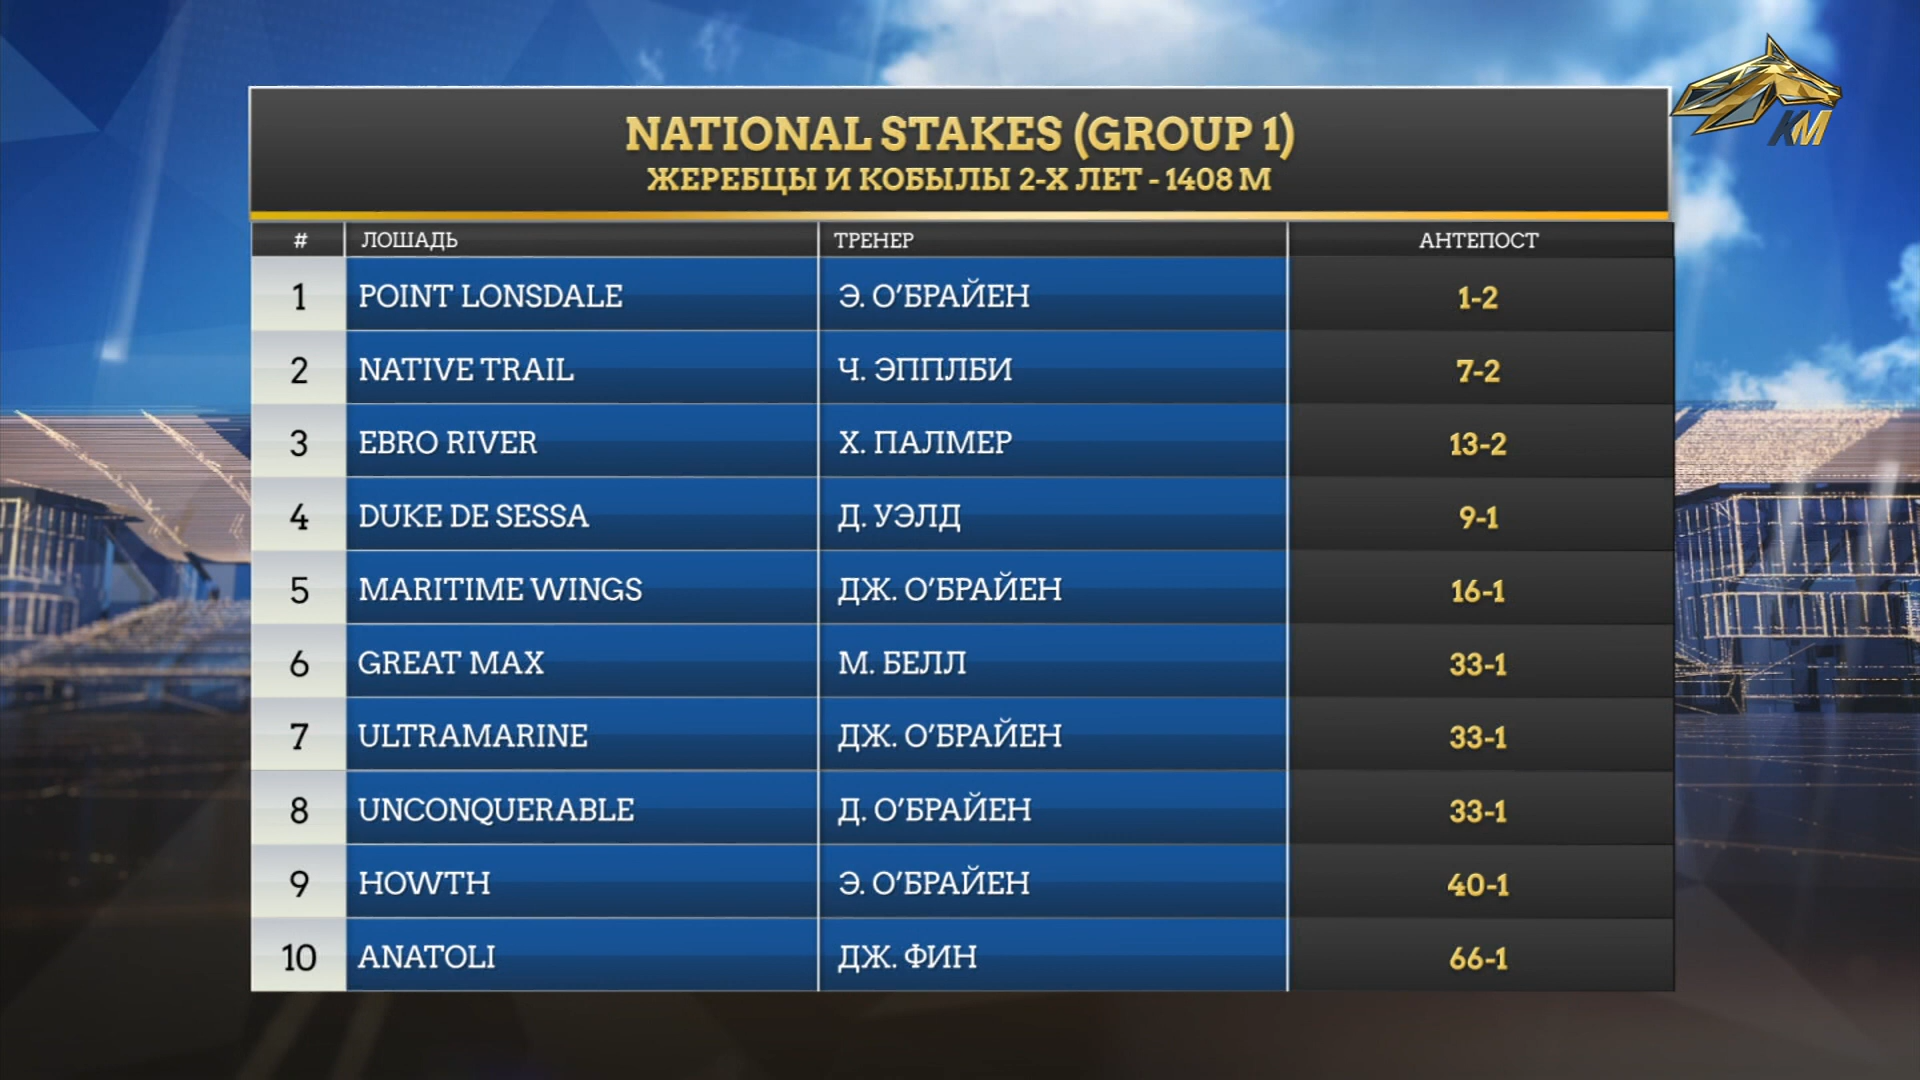 NATIONAL STAKES (GROUP 1)
ЖЕРЕБЦЫ И КОБЫЛЫ 2-Х ЛЕТ - 1408 М
KM
# ЛОШАДЬ ТРЕНЕР АНТЕПОСТ
1 POINT LONSDALE Э. О'БРАЙЕН 1-2
2 NATIVE TRAIL Ч. ЭППЛБИ 7-2
3 EBRO RIVER Х. ПАЛМЕР 13-2
4 DUKE DE SESSA Д. УЭЛД 9-1
5 MARITIME WINGS ДЖ. О'БРАЙЕН 16-1
6 GREAT MAX М. БЕЛЛ 33-1
7 ULTRAMARINE ДЖ. О'БРАЙЕН 33-1
8 UNCONQUERABLE Д. О'БРАЙЕН 33-1
9 HOWTH Э. О'БРАЙЕН 40-1
10 ANATOLI ДЖ. ФИН 66-1